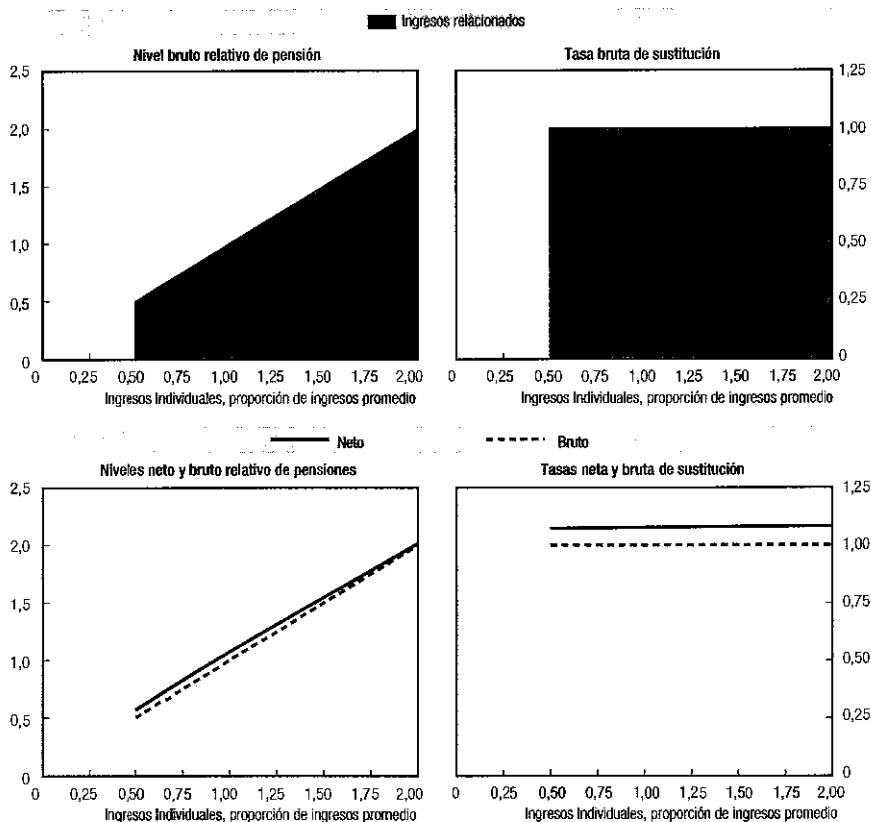 Ingresos relacionados
Nivel bruto relativo de pensión
2,5
2,0
1,5
1,0
0,5
0
0 0,25 0,50 0,75 1,00 1,25 1,50 1,75 2,00
Ingresos Individuales, proporción de ingresos promedio
Tasa bruta de sustitución
1,25
1,00
0,75
0,50
0,25
0
0 0,25 0,50 0,75 1,00 1,25 1,50 1,75 2,00
Ingresos Individuales, proporción de ingresos promedio
Neto
Bruto
Niveles neto y bruto relativo de pensiones
2,5
2,0
1,5
1,0
0,5
0
0 0,25 0,50 0,75 1,00 1,25 1,50 1,75 2,00
Ingresos Individuales, proporción de ingresos promedio
Tasas neta y bruta de sustitución
1,25
1,00
0,75
0,50
0,25
0
0 0,25 0,50 0,75 1,00 1,25 1,50 1,75 2,00
Ingresos Individuales, proporción de ingresos promedio